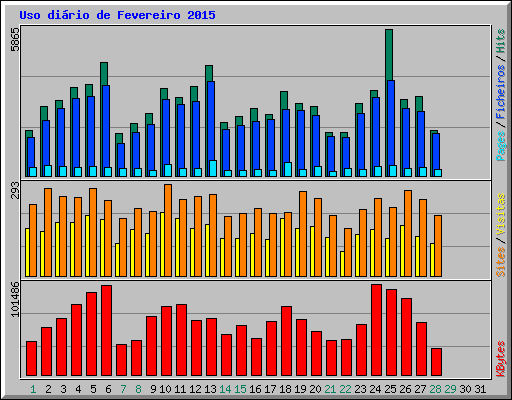 Uso diário de Fevereiro 2015
5865
293
101486
Pages / Ficheiros / Hits
Sites / Visitas
KBytes
1 2 3 4 5 6 7 8 9 10 11 12 13 14 15 16 17 18 19 20 21 22 23 24 25 26 27 28 29 30 31